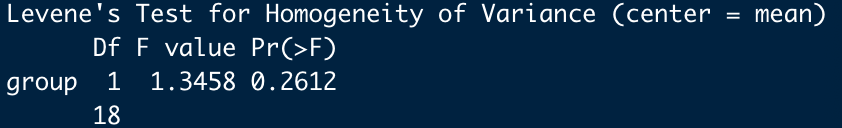 Levene's Test for Homogeneity of Variance (center = mean)
Df F value Pr(>F)
group 1 1.3458 0.2612
18